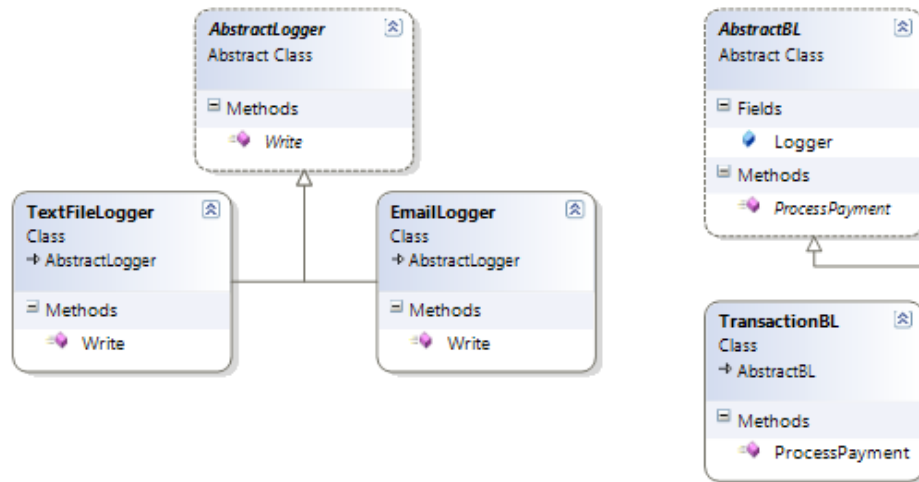 AbstractLogger
Abstract Class
Methods
Write
TextFileLogger
Class
AbstractLogger
Methods
Write
EmailLogger
Class
AbstractLogger
Methods
Write
AbstractBL
Abstract Class
Fields
Logger
Methods
ProcessPayment
TransactionBL
Class
AbstractBL
Methods
ProcessPayment